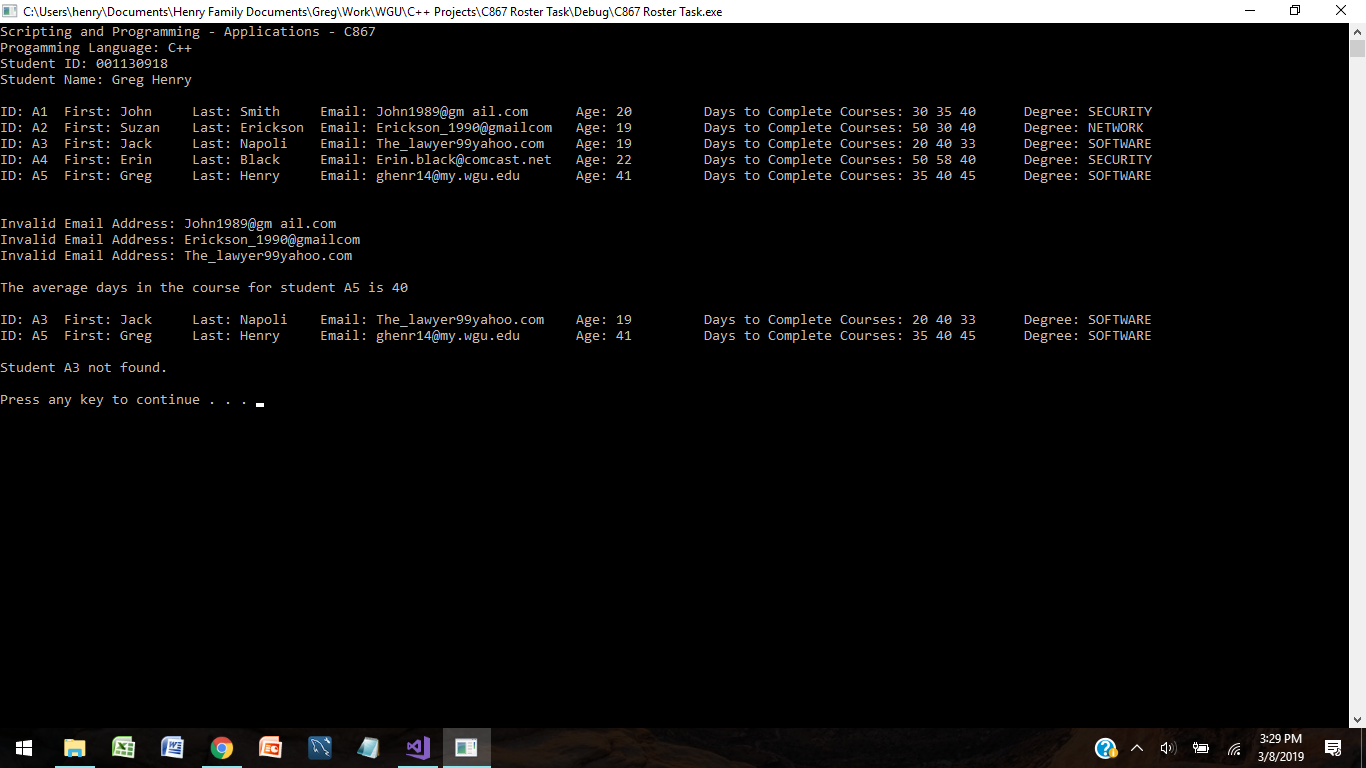 C:\Users\henry\Documents\Henry Family Documents\Greg\Work\WGU\C++ Projects\C867 Roster Task\Debug\C867 Roster Task.exe
Scripting and Programming - Applications - C867
Progamming Language: C++
Student ID: 001130918
Student Name: Greg Henry
ID: A1 First: John Last: Smith Email: John1989@gm ail.com Age: 20 Days to Complete Courses: 30 35 40 Degree: SECURITY
ID: A2 First: Suzan Last: Erickson Email: Erickson_1990@gmailcom Age: 19 Days to Complete Courses: 50 30 40 Degree: NETWORK
ID: A3 First: Jack Last: Napoli Email: The_lawyer99yahoo.com Age: 19 Days to Complete Courses: 20 40 33 Degree: SOFTWARE
ID: A4 First: Erin Last: Black Email: Erin.black@comcast.net Age: 22 Days to Complete Courses: 50 58 40 Degree: SECURITY
ID: A5 First: Greg Last: Henry Email: ghenr14@my.wgu.edu Age: 41 Days to Complete Courses: 35 40 45 Degree: SOFTWARE
Invalid Email Address: John1989@gm ail.com
Invalid Email Address: Erickson_1990@gmailcom
Invalid Email Address: The_lawyer99yahoo.com
The average days in the course for student A5 is 40
ID: A3 First: Jack Last: Napoli Email: The_lawyer99yahoo.com Age: 19 Days to Complete Courses: 20 40 33 Degree: SOFTWARE
ID: A5 First: Greg Last: Henry Email: ghenr14@my.wgu.edu Age: 41 Days to Complete Courses: 35 40 45 Degree: SOFTWARE
Student A3 not found.
Press any key to continue . . .
3:29 PM
3/8/2019